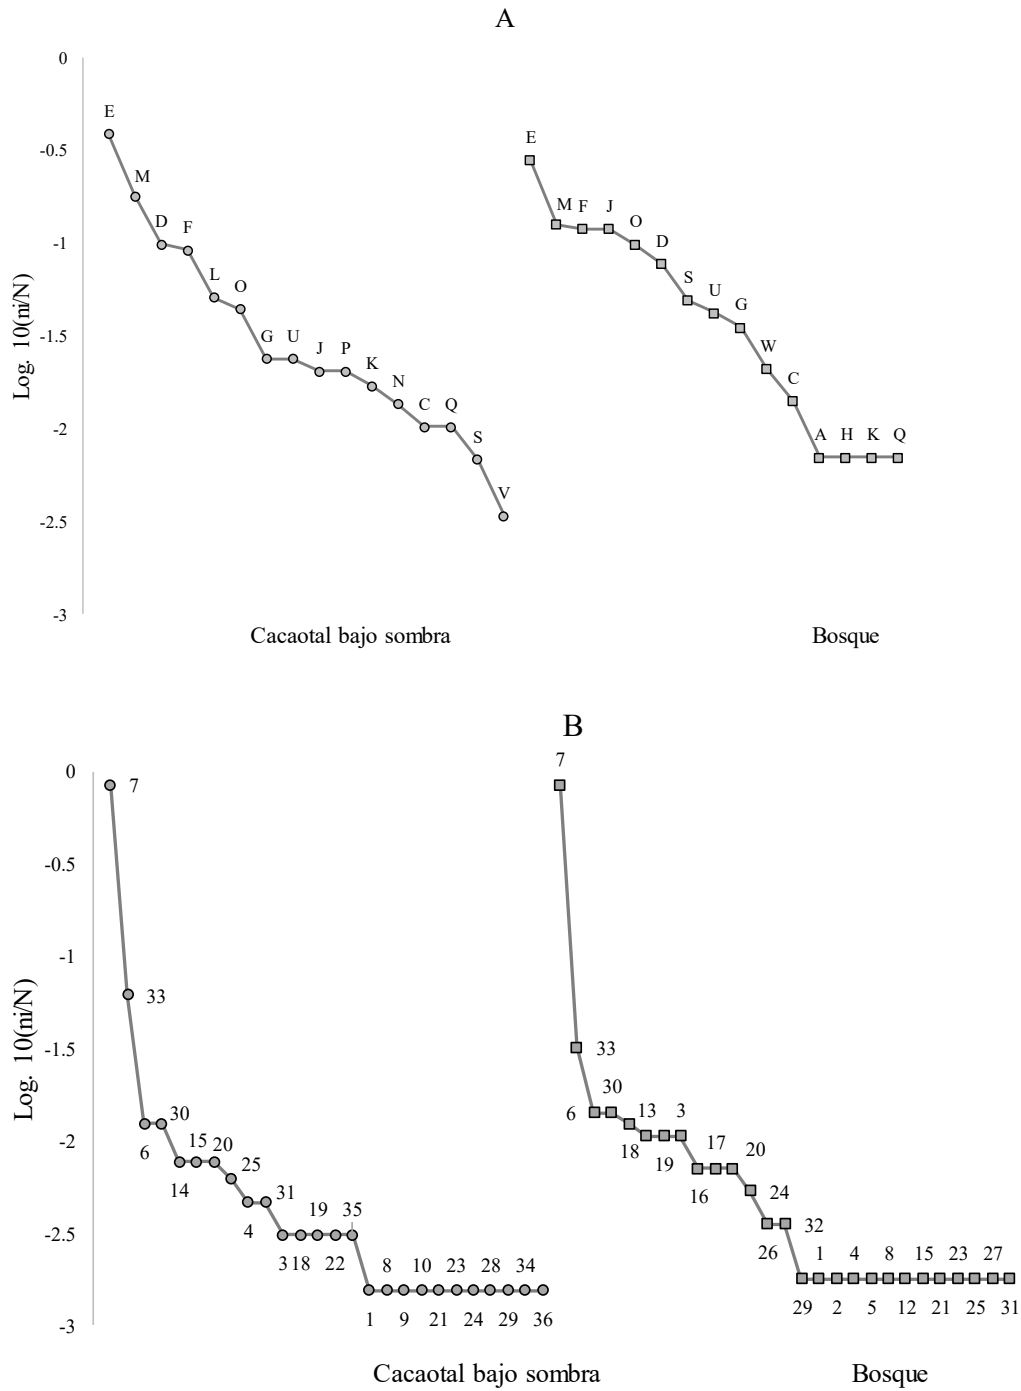 A
0
E
E
-0.5
M
M F J
D F
O
D
-1
L
O
S
U
G
Log. 10(ni/N)
-1.5
G U
J P
W
K
N
C
C Q
-2
S
A H K Q
V
-2.5
-3
Cacaotal bajo sombra
Bosque
B
7
0
7
-0.5
-1
33
-1.5
33
Log. 10(ni/N)
30
30
6
13 3
-2
6
18 19
17
15 20
20
25
14
16
31
24
4
19 35
32
-2.5
3 18 22
26
8 10 23 28 34
1 4 8 15 23 27
1 9 21 24 29 36
29 2 5 12 21 25 31
-3
Cacaotal bajo sombra
Bosque